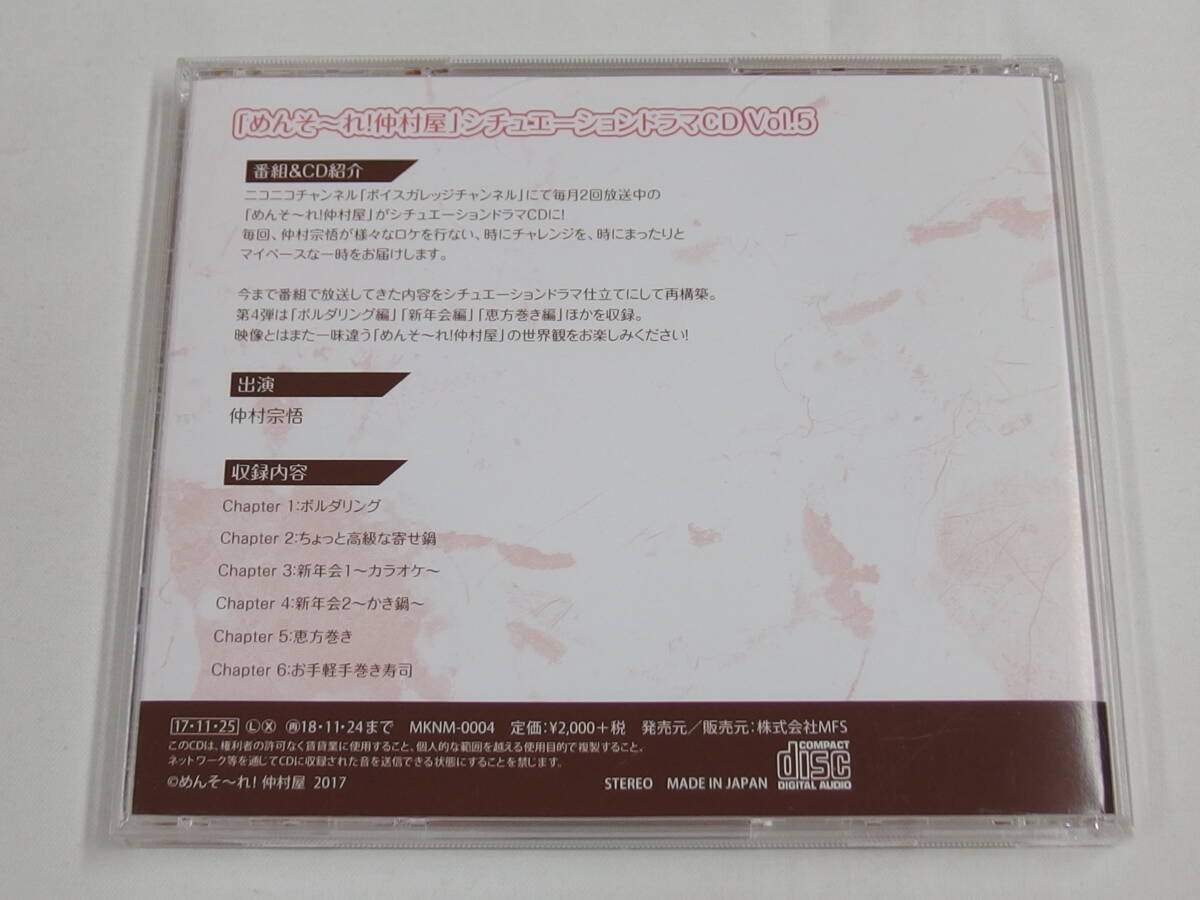 「めんそ～れ!仲村屋」シチュエーションドラマCD Vol.5
番組&CD紹介
ニコニコチャンネル「ボイスガレッジチャンネル」にて毎月2回放送中の
「めんそ～れ!仲村屋」がシチュエーションドラマCDに!
毎回、仲村宗悟が様々なロケを行ない、時にチャレンジを、時にまったりと
マイペースな一時をお届けします。
今まで番組で放送してきた内容をシチュエーションドラマ仕立てにして再構築。
第4弾は「ボルダリング編」「新年会編」「恵方巻き編」ほかを収録。
映像とはまた一味違う「めんそ～れ!仲村屋」の世界観をお楽しみください!
出演
仲村宗悟
収録内容
Chapter 1:ボルダリング
Chapter 2:ちょっと高級な寄せ鍋
Chapter 3:新年会1～カラオケ～
Chapter 4:新年会2～かき鍋～
Chapter 5:恵方巻き
Chapter 6:お手軽手巻き寿司
17・11・25 Ⓛ Ⓧ ㊢18・11・24まで MKNM-0004 定価:¥2,000+税 発売元／販売元:株式会社MFS
このCDは、権利者の許可なく賃貸業に使用すること、個人的な範囲を越える使用目的で複製すること、
ネットワーク等を通じてCDに収録された音を送信できる状態にすることを禁じます。
©めんそ～れ! 仲村屋 2017
STEREO MADE IN JAPAN
COMPACT
disc
DIGITAL AUDIO